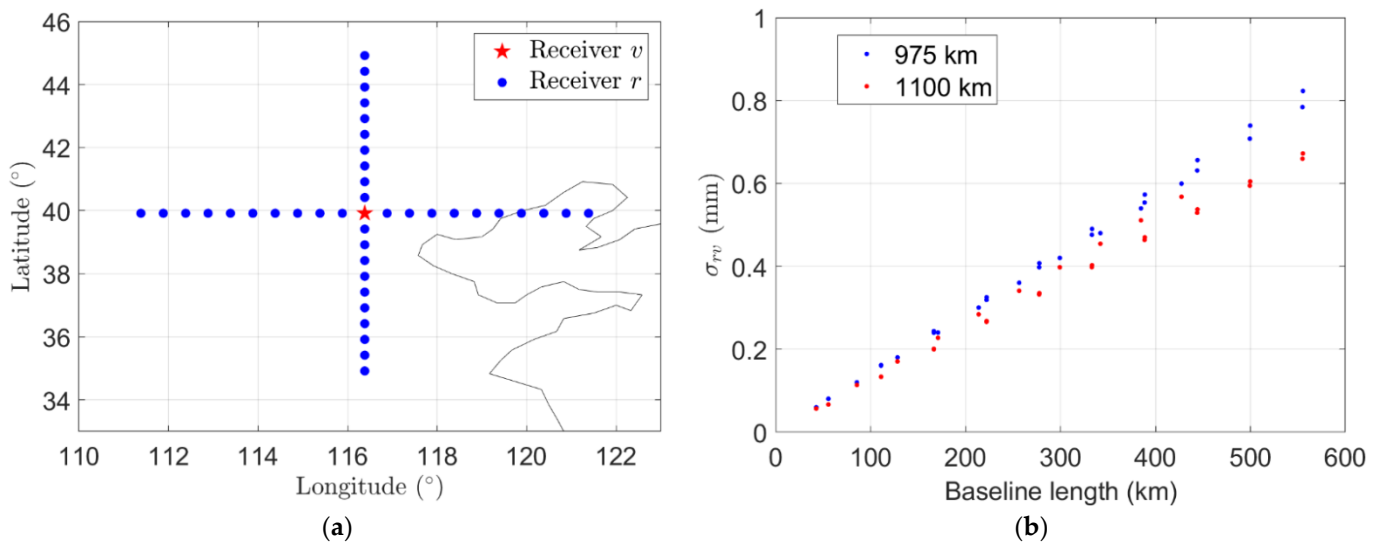 46
44
42
40
38
36
34
110
112
114
116
118
120
122
Latitude (°)
Longitude (°)
Receiver v
Receiver r
(a)
1
0.8
0.6
0.4
0.2
0
0
100
200
300
400
500
600
σrv (mm)
Baseline length (km)
975 km
1100 km
(b)